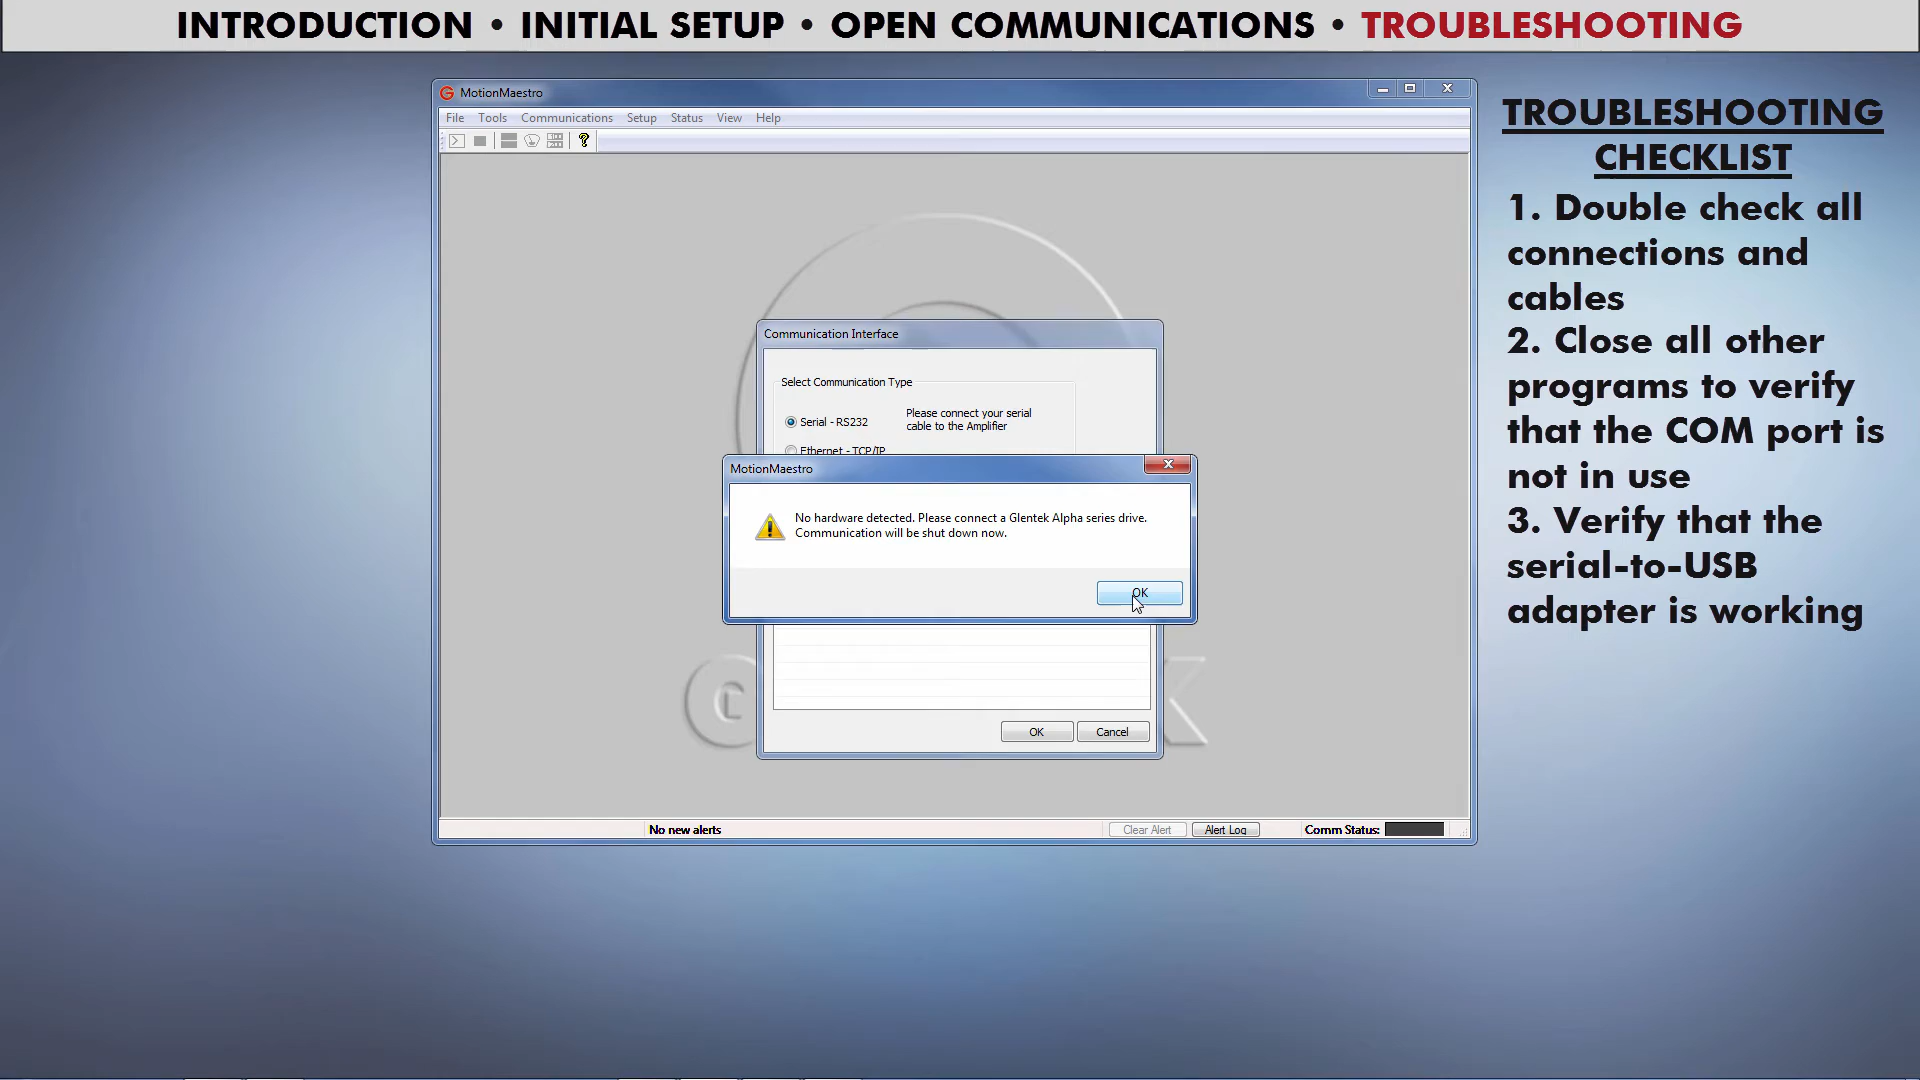 INTRODUCTION • INITIAL SETUP • OPEN COMMUNICATIONS • TROUBLESHOOTING
MotionMaestro
File Tools Communications Setup Status View Help
Communication Interface
Select Communication Type
Serial - RS232
Please connect your serial
cable to the Amplifier
Ethernet - TCP/IP
MotionMaestro
No hardware detected. Please connect a Glentek Alpha series drive.
Communication will be shut down now.
OK
OK Cancel
No new alerts
Clear Alert
Alert Log
Comm Status:
TROUBLESHOOTING
CHECKLIST
1. Double check all
connections and
cables
2. Close all other
programs to verify
that the COM port is
not in use
3. Verify that the
serial-to-USB
adapter is working